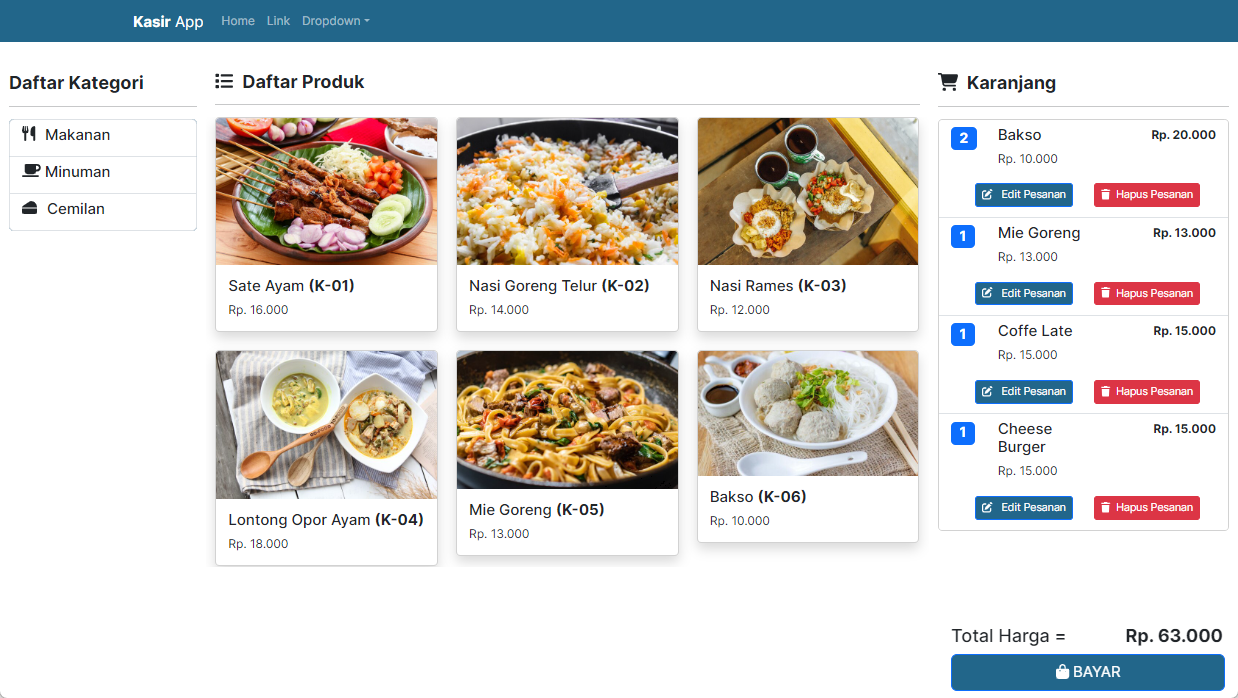 Kasir App Home Link Dropdown
Daftar Kategori
Makanan
Minuman
Cemilan
Daftar Produk
Sate Ayam (K-01)
Rp. 16.000
Nasi Goreng Telur (K-02)
Rp. 14.000
Nasi Rames (K-03)
Rp. 12.000
Lontong Opor Ayam (K-04)
Rp. 18.000
Mie Goreng (K-05)
Rp. 13.000
Bakso (K-06)
Rp. 10.000
Karanjang
2 Bakso Rp. 20.000
Rp. 10.000
Edit Pesanan Hapus Pesanan
1 Mie Goreng Rp. 13.000
Rp. 13.000
Edit Pesanan Hapus Pesanan
1 Coffe Late Rp. 15.000
Rp. 15.000
Edit Pesanan Hapus Pesanan
1 Cheese Rp. 15.000
Burger
Rp. 15.000
Edit Pesanan Hapus Pesanan
Total Harga = Rp. 63.000
BAYAR